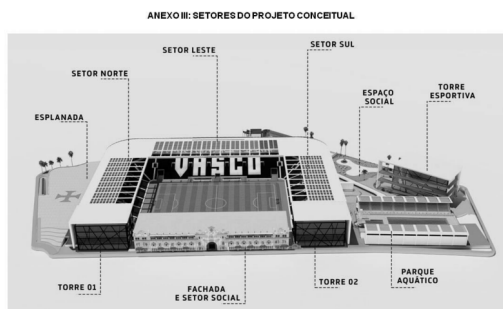 ANEXO III: SETORES DO PROJETO CONCEITUAL
SETOR LESTE
SETOR SUL
SETOR NORTE
TORRE
ESPORTIVA
ESPAÇO
SOCIAL
ESPLANADA
VASCO
TORRE 01
FACHADA
E SETOR SOCIAL
TORRE 02
PARQUE
AQUÁTICO